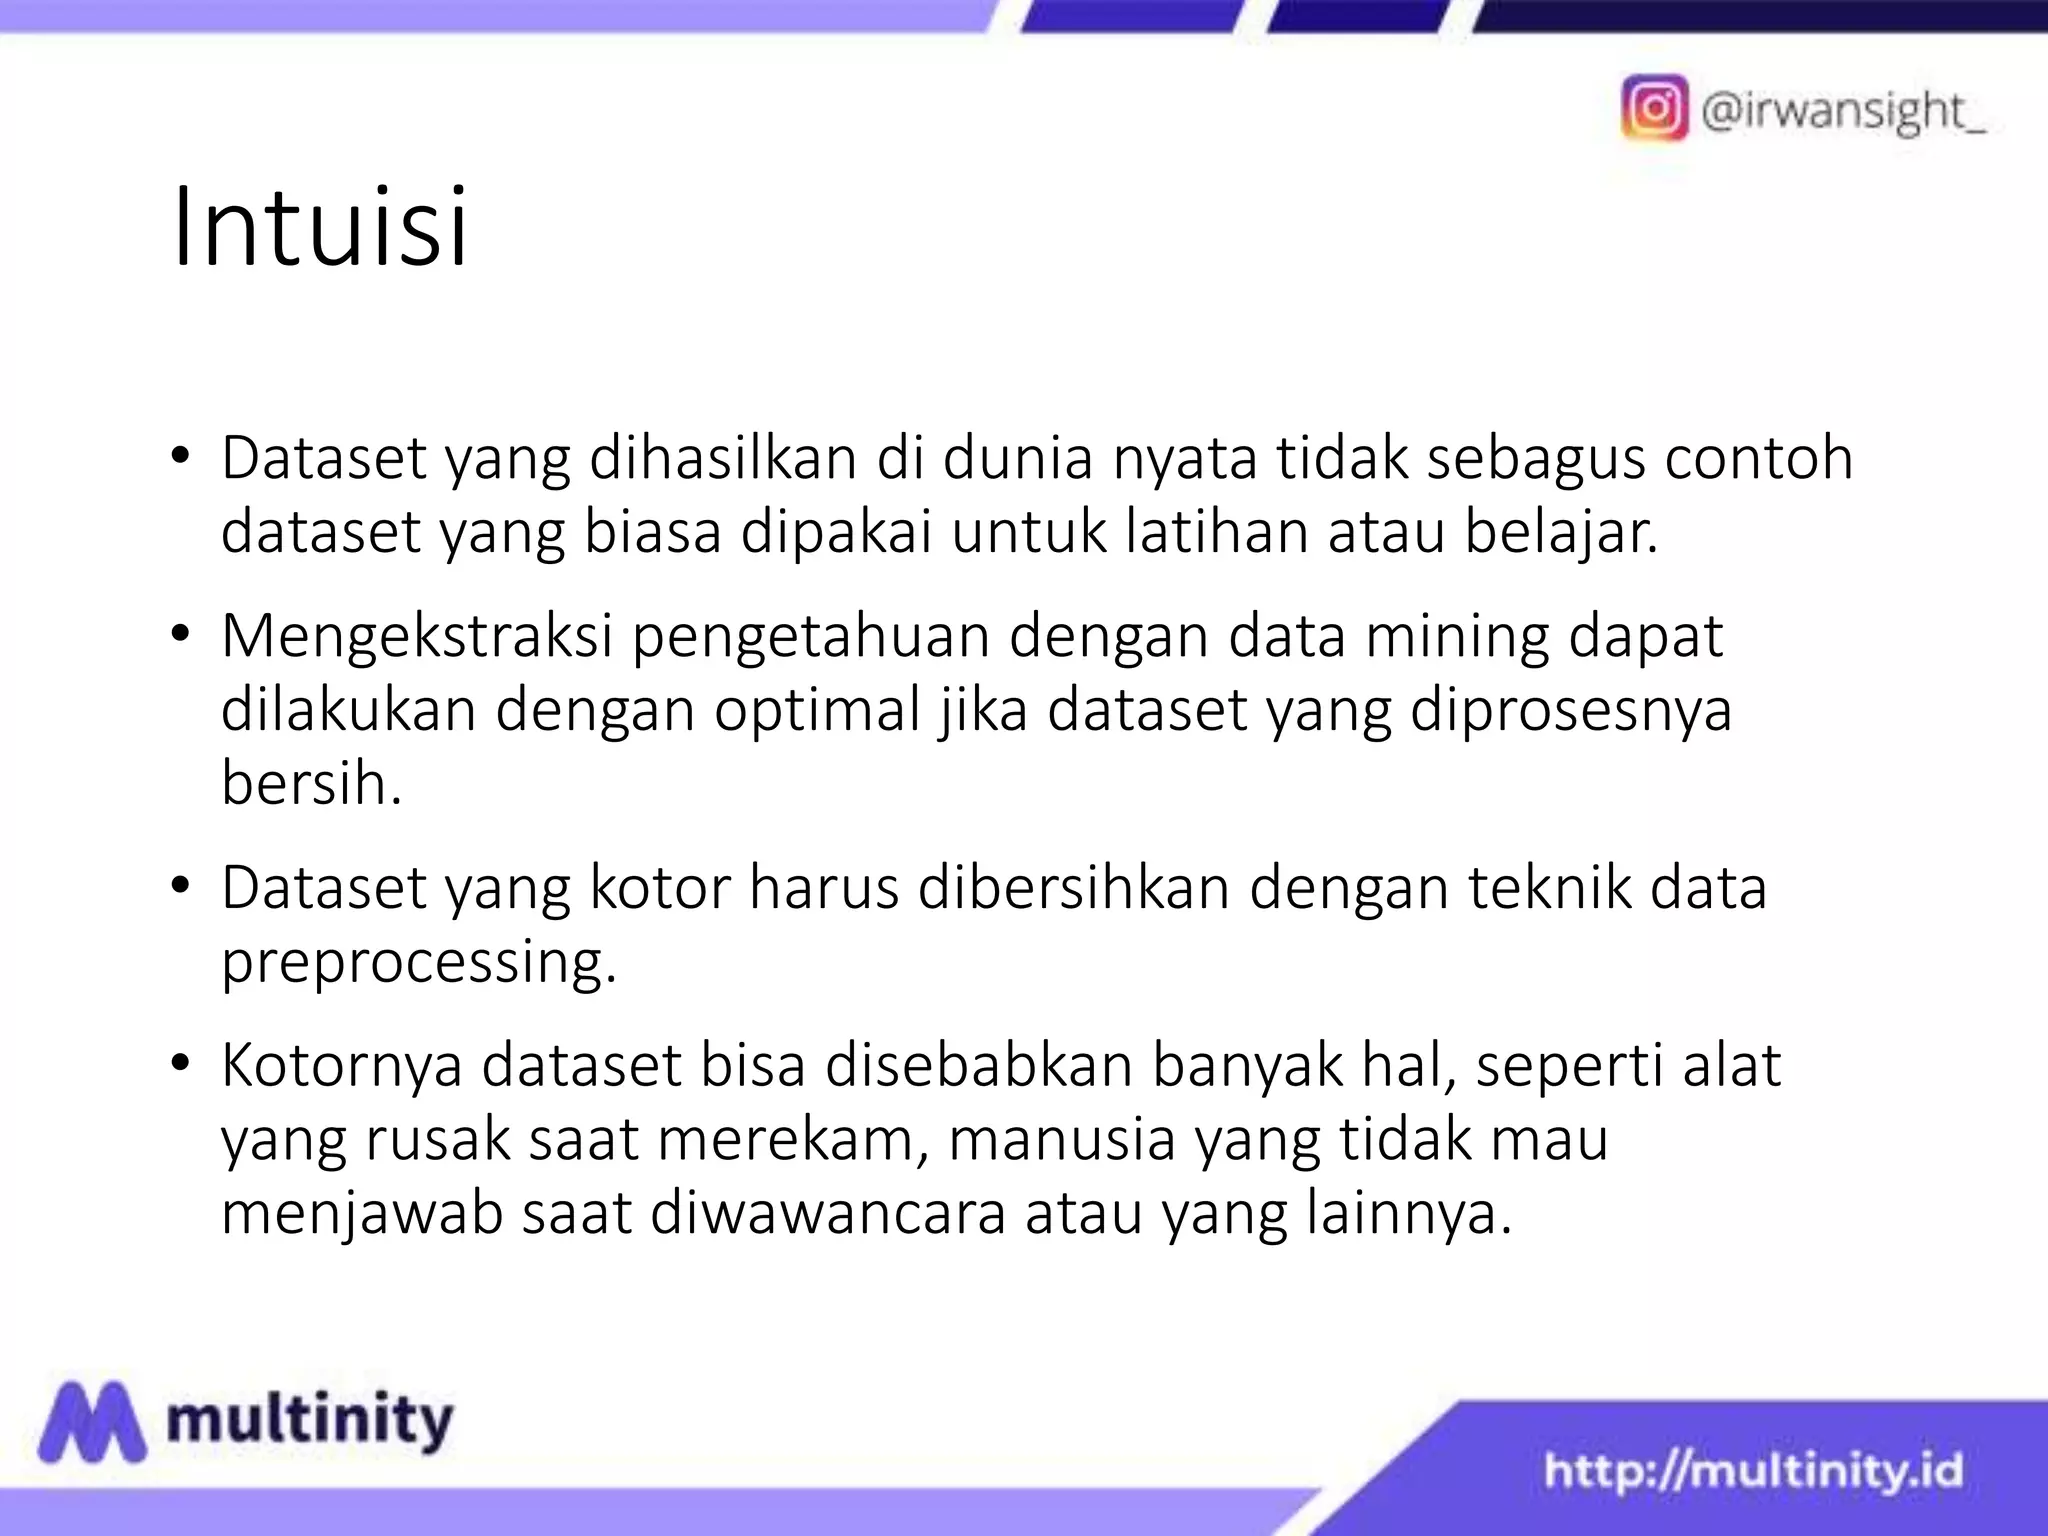 @irwansight_
Intuisi
• Dataset yang dihasilkan di dunia nyata tidak sebagus contoh
dataset yang biasa dipakai untuk latihan atau belajar.
• Mengekstraksi pengetahuan dengan data mining dapat
dilakukan dengan optimal jika dataset yang diprosesnya
bersih.
• Dataset yang kotor harus dibersihkan dengan teknik data
preprocessing.
• Kotornya dataset bisa disebabkan banyak hal, seperti alat
yang rusak saat merekam, manusia yang tidak mau
menjawab saat diwawancara atau yang lainnya.
multinity
http://multinity.id